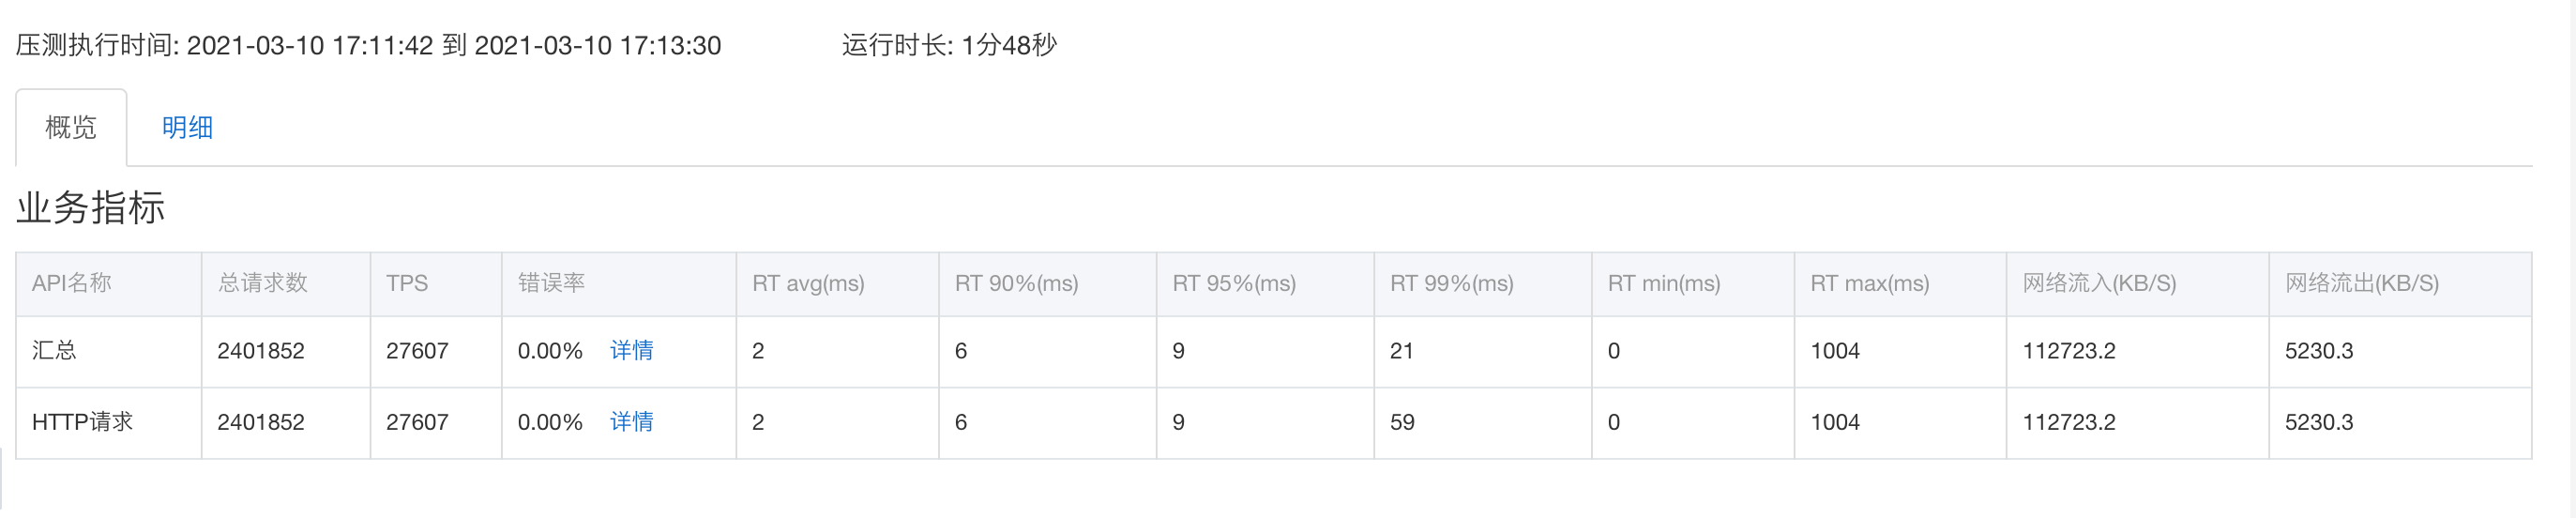 压测执行时间: 2021-03-10 17:11:42 到 2021-03-10 17:13:30 运行时长: 1分48秒
概览 明细
业务指标
API名称 总请求数 TPS 错误率 RT avg(ms) RT 90%(ms) RT 95%(ms) RT 99%(ms) RT min(ms) RT max(ms) 网络流入(KB/S) 网络流出(KB/S)
汇总 2401852 27607 0.00% 详情 2 6 9 21 0 1004 112723.2 5230.3
HTTP请求 2401852 27607 0.00% 详情 2 6 9 59 0 1004 112723.2 5230.3